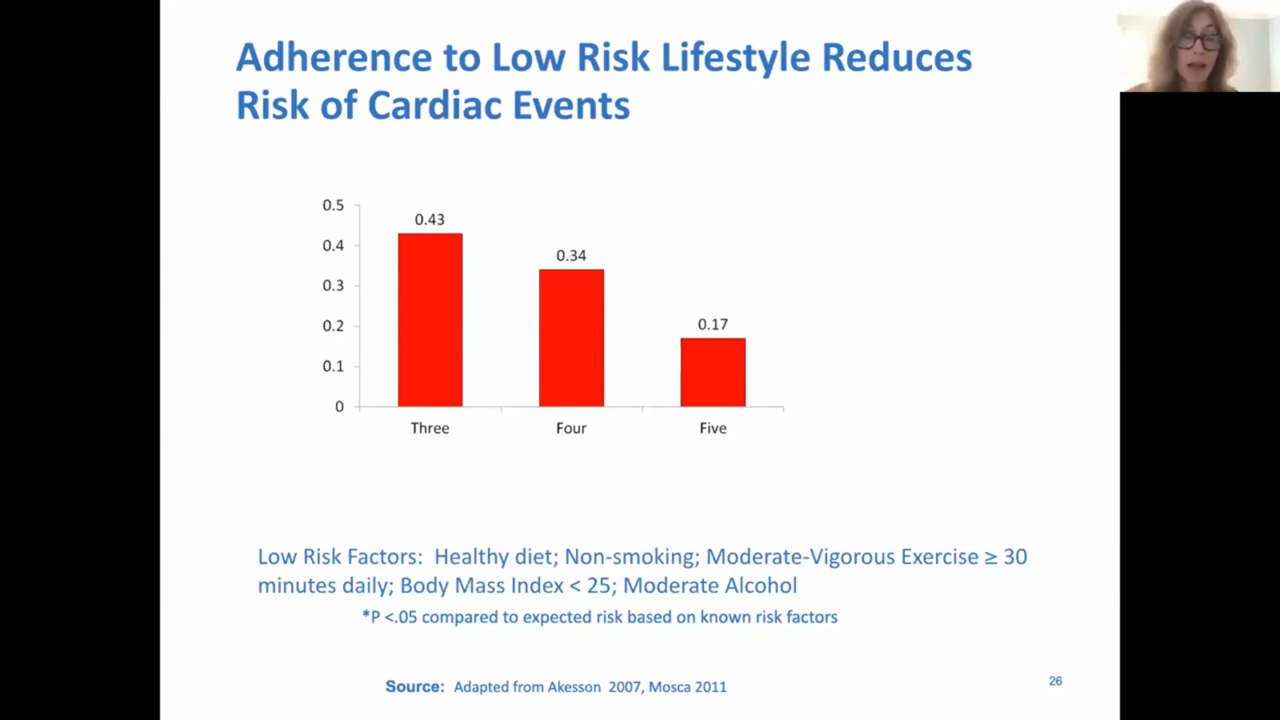 Adherence to Low Risk Lifestyle Reduces
Risk of Cardiac Events
0.5
0.4
0.3
0.2
0.1
0
0.43
0.34
0.17
Three
Four
Five
Low Risk Factors: Healthy diet; Non-smoking; Moderate-Vigorous Exercise ≥ 30
minutes daily; Body Mass Index < 25; Moderate Alcohol
*P <.05 compared to expected risk based on known risk factors
Source: Adapted from Akesson 2007, Mosca 2011
26